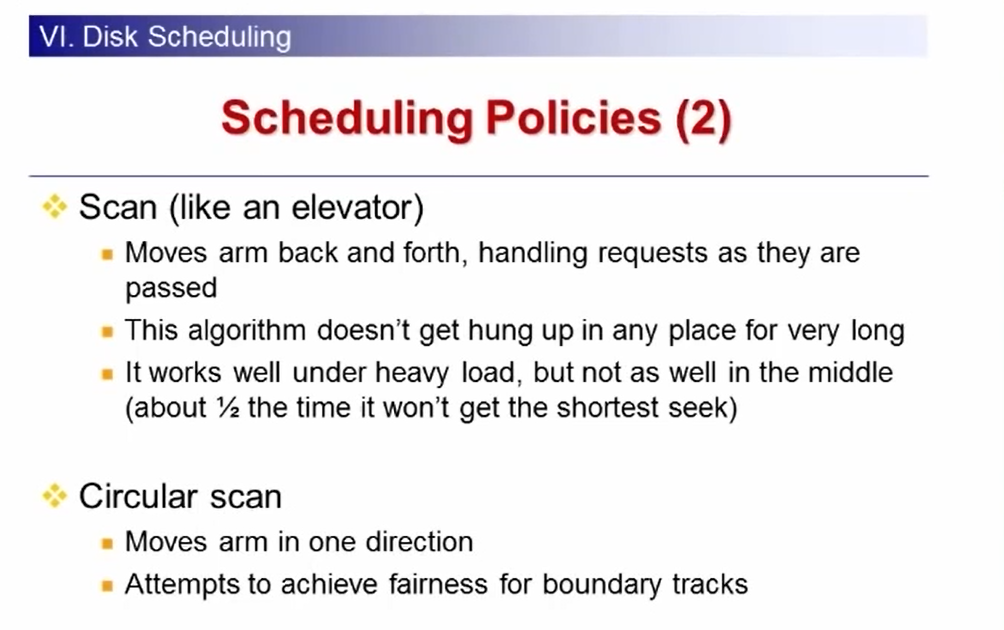 VI. Disk Scheduling
Scheduling Policies (2)
Scan (like an elevator)
Moves arm back and forth, handling requests as they are
passed
This algorithm doesn't get hung up in any place for very long
It works well under heavy load, but not as well in the middle
(about ½ the time it won't get the shortest seek)
Circular scan
Moves arm in one direction
Attempts to achieve fairness for boundary tracks